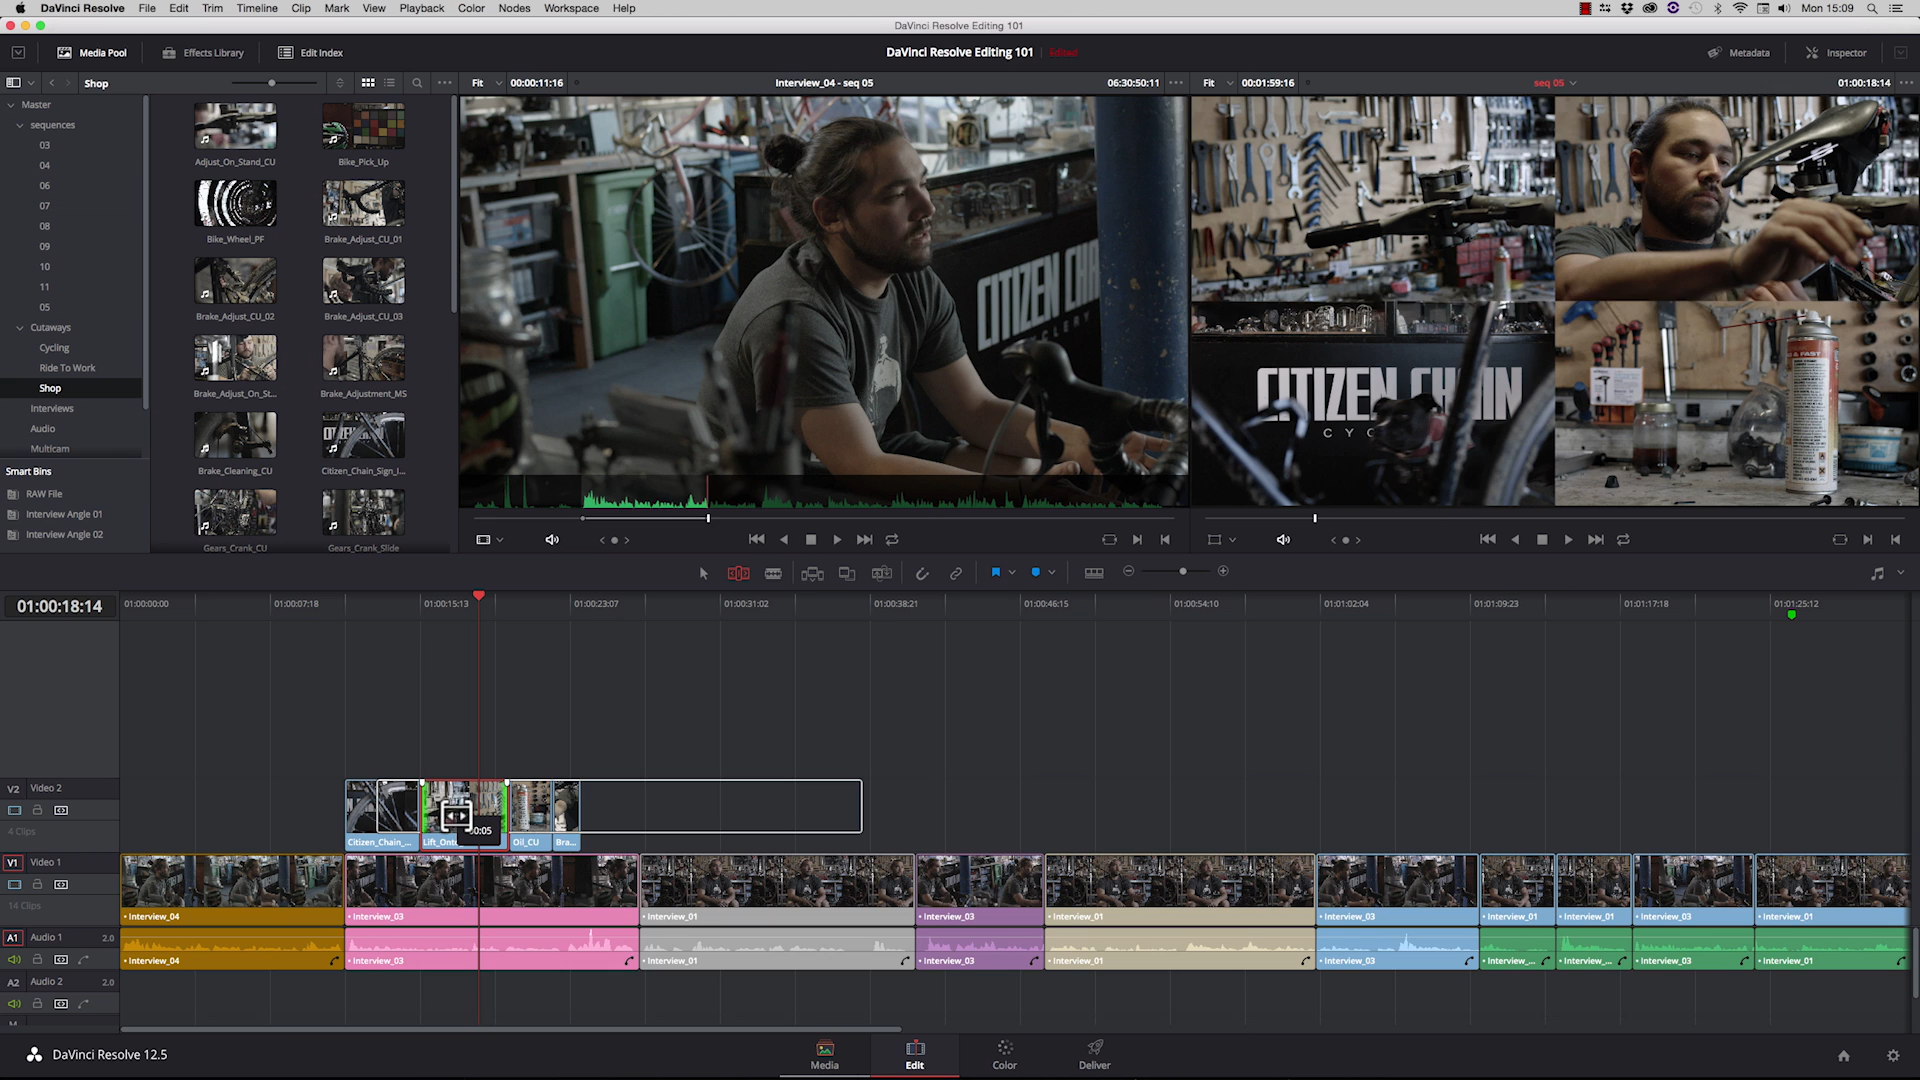 DaVinci Resolve File Edit Trim Timeline Clip Mark View Playback Color Nodes Workspace Help
Mon 15:09
DaVinci Resolve Editing 101
Media Pool Effects Library Edit Index
DaVinci Resolve Editing 101 Edited
Metadata Inspector
Shop
Fit 00:00:11:16 Interview_04 - seq 05 06:30:50:11
Fit 00:01:59:16 seq 05 01:00:18:14
Master
sequences
03
04
06
07
08
09
10
11
05
Cutaways
Cycling
Ride To Work
Shop
Interviews
Audio
Multicam
Smart Bins
RAW File
Interview Angle 01
Interview Angle 02
Adjust_On_Stand_CU Bike_Pick_Up
Bike_Wheel_PF Brake_Adjust_CU_01
Brake_Adjust_CU_02 Brake_Adjust_CU_03
Brake_Adjust_On_St... Brake_Adjustment_MS
Brake_Cleaning_CU Citizen_Chain_Sign_I...
Gears_Crank_CU Gears_Crank_Slide
CITIZEN CHA
CITIZEN CHAIN
CYC
01:00:18:14
01:00:00:00 01:00:07:18 01:00:15:13 01:00:23:07 01:00:31:02 01:00:38:21 01:00:46:15 01:00:54:10 01:01:02:04 01:01:09:23 01:01:17:18 01:01:25:12
V2 Video 2
4 Clips
00:05
Citizen_Chain_... Lift_Onto Oil_CU Bra...
V1 Video 1
14 Clips
Interview_04 Interview_03 Interview_01 Interview_03 Interview_01 Interview_03 Interview_01 Interview_01 Interview_03 Interview_01
A1 Audio 1 2.0
Interview_04 Interview_03 Interview_01 Interview_03 Interview_01 Interview_03 Interview_... Interview_... Interview_03 Interview_01
A2 Audio 2 2.0
M
DaVinci Resolve 12.5
Media Edit Color Deliver